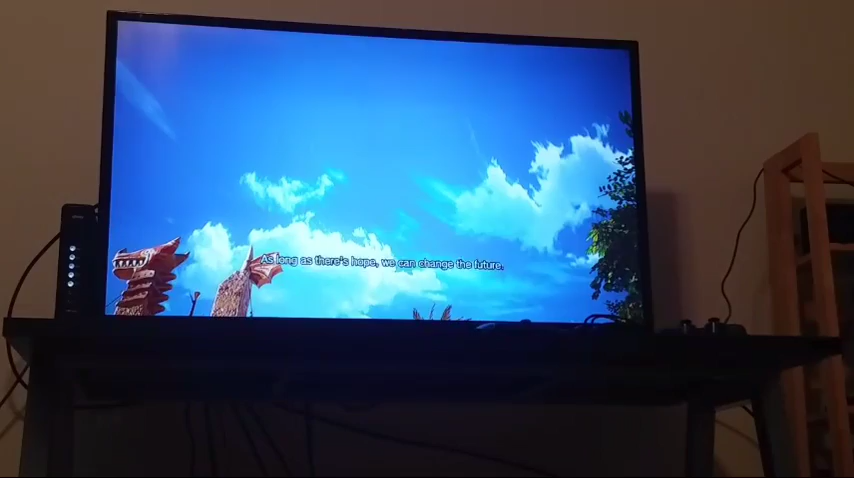 As long as there's hope, we can change the future.